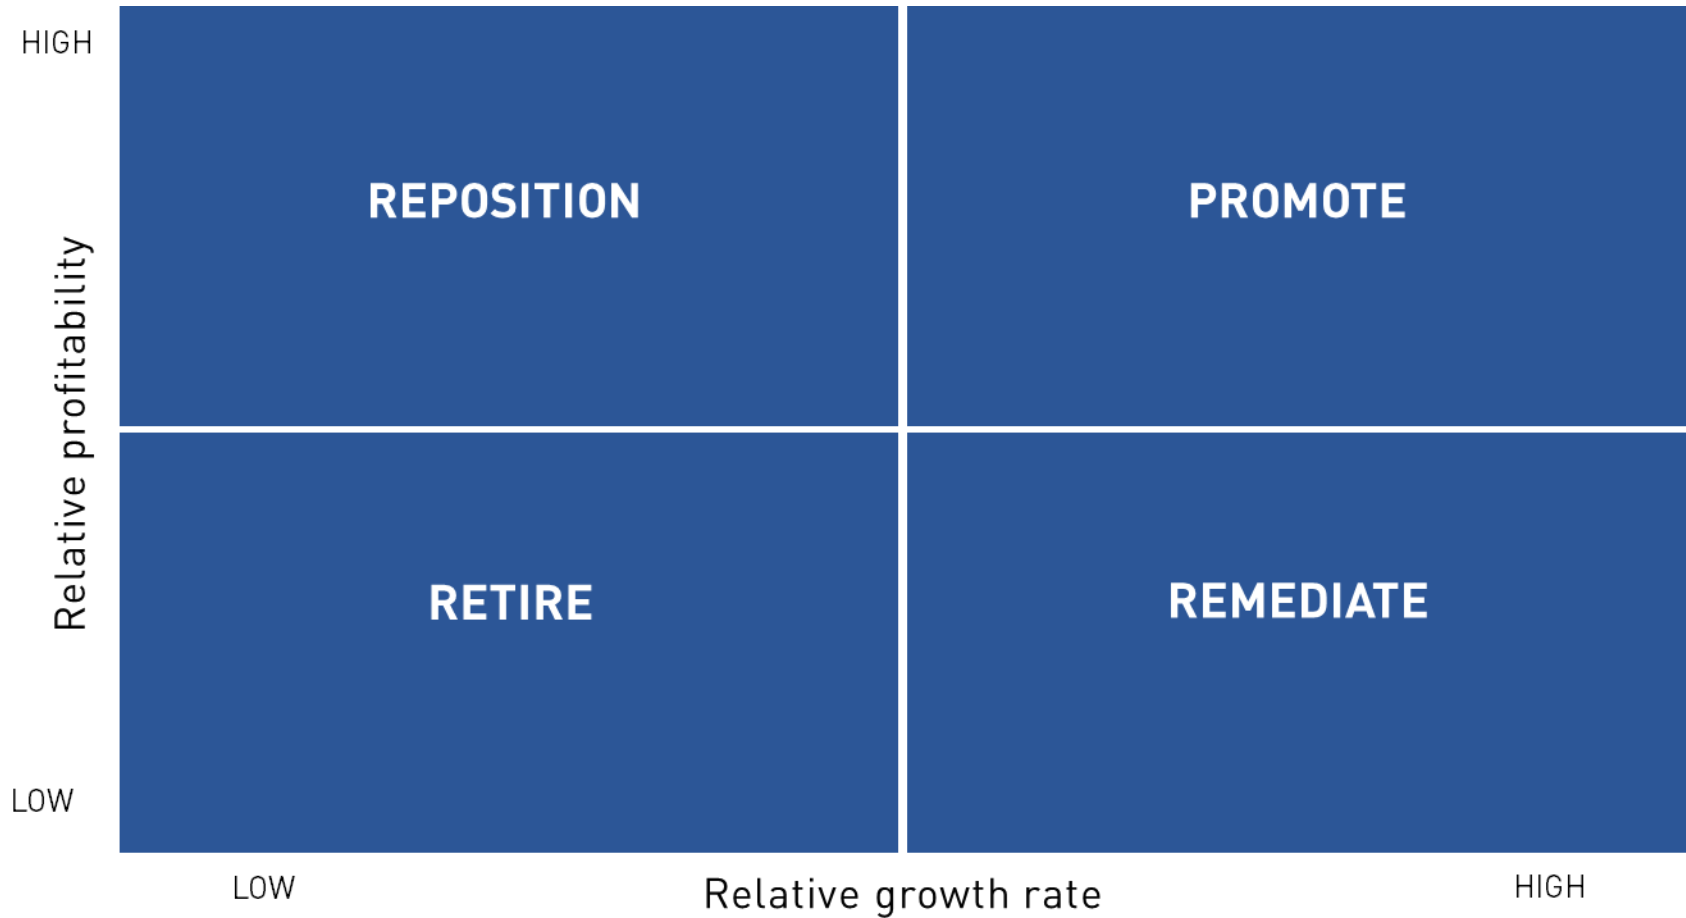 HIGH
REPOSITION
PROMOTE
Relative profitability
RETIRE
REMEDIATE
LOW
LOW
Relative growth rate
HIGH